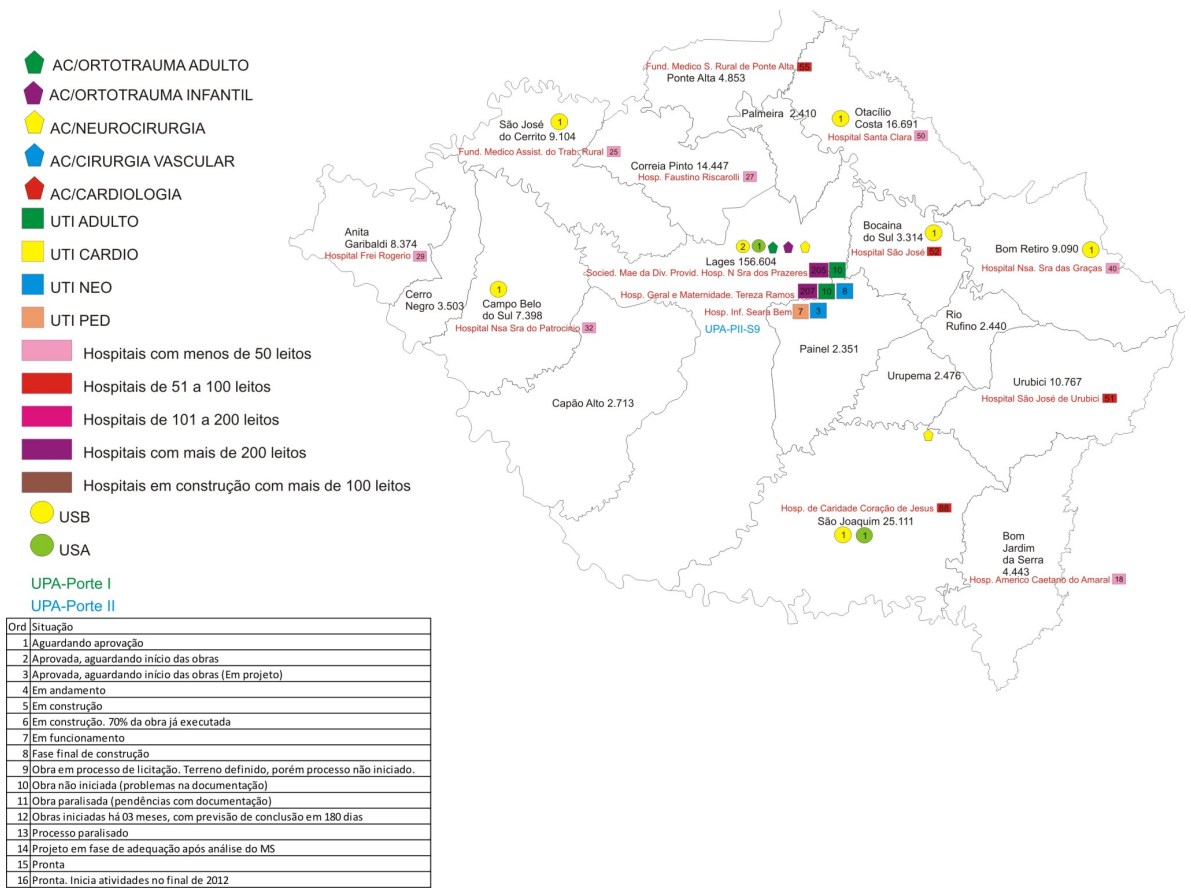 AC/ORTOTRAUMA ADULTO
AC/ORTOTRAUMA INFANTIL
AC/NEUROCIRURGIA
AC/CIRURGIA VASCULAR
AC/CARDIOLOGIA
UTI ADULTO
UTI CARDIO
UTI NEO
UTI PED
Hospitais com menos de 50 leitos
Hospitais de 51 a 100 leitos
Hospitais de 101 a 200 leitos
Hospitais com mais de 200 leitos
Hospitais em construção com mais de 100 leitos
USB
USA
UPA-Porte I
UPA-Porte II
Ord Situação
1 Aguardando aprovação
2 Aprovada, aguardando início das obras
3 Aprovada, aguardando início das obras (Em projeto)
4 Em andamento
5 Em construção
6 Em construção. 70% da obra já executada
7 Em funcionamento
8 Fase final de construção
9 Obra em processo de licitação. Terreno definido, porém processo não iniciado.
10 Obra não iniciada (problemas na documentação)
11 Obra paralisada (pendências com documentação)
12 Obras iniciadas há 03 meses, com previsão de conclusão em 180 dias
13 Processo paralisado
14 Projeto em fase de adequação após análise do MS
15 Pronta
16 Pronta. Inicia atividades no final de 2012
Fund. Medico S. Rural de Ponte Alta 55
Ponte Alta 4.853
Palmeira 2.410
1 Otacílio
Costa 16.691
Hospital Santa Clara 50
São José 1
do Cerrito 9.104
Fund. Medico Assist. do Trab. Rural 25
Correia Pinto 14.447
Hosp. Faustino Riscarolli 27
Anita
Garibaldi 8.374
Hospital Frei Rogerio 29
Cerro
Negro 3.503
1
Campo Belo
do Sul 7.398
Hospital Nsa Sra do Patrocinio 32
Capão Alto 2.713
2 1
Lages 156.604
Socied. Mae da Div. Provid. Hosp. N Sra dos Prazeres 205 10
Hosp. Geral e Maternidade. Tereza Ramos 207 10 8
Hosp. Inf. Seara Bem 7 3
UPA-PII-S9
Painel 2.351
Bocaina 1
do Sul 3.314
Hospital São José 52
Bom Retiro 9.090 1
Hospital Nsa. Sra das Graças 40
Rio
Rufino 2.440
Urupema 2.476
Urubici 10.767
Hospital São José de Urubici 51
Hosp. de Caridade Coração de Jesus 88
São Joaquim 25.111
1 1
Bom
Jardim
da Serra
4.443
Hosp. Americo Caetano do Amaral 18